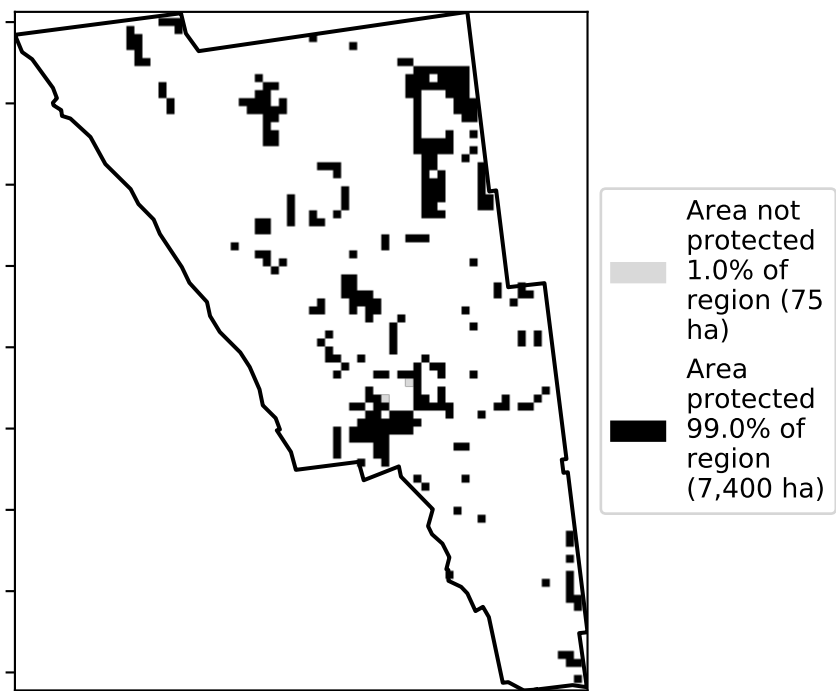 Area not
protected
1.0% of
region (75
ha)
Area
protected
99.0% of
region
(7,400 ha)